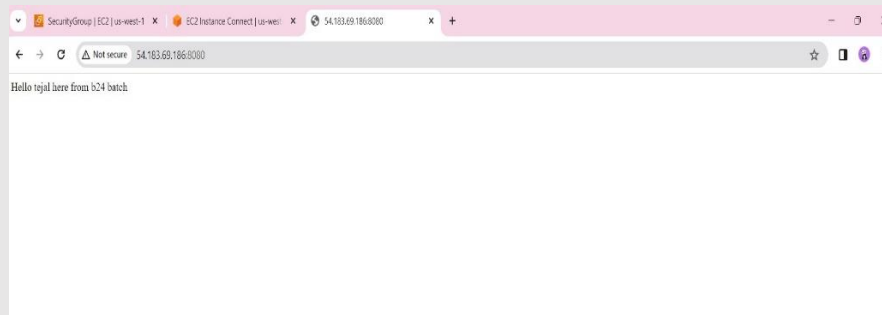 SecurityGroup | EC2 | us-west-1
EC2 Instance Connect | us-west
54.183.69.186:8080
Not secure
54.183.69.186:8080
Hello tejal here from b24 batch